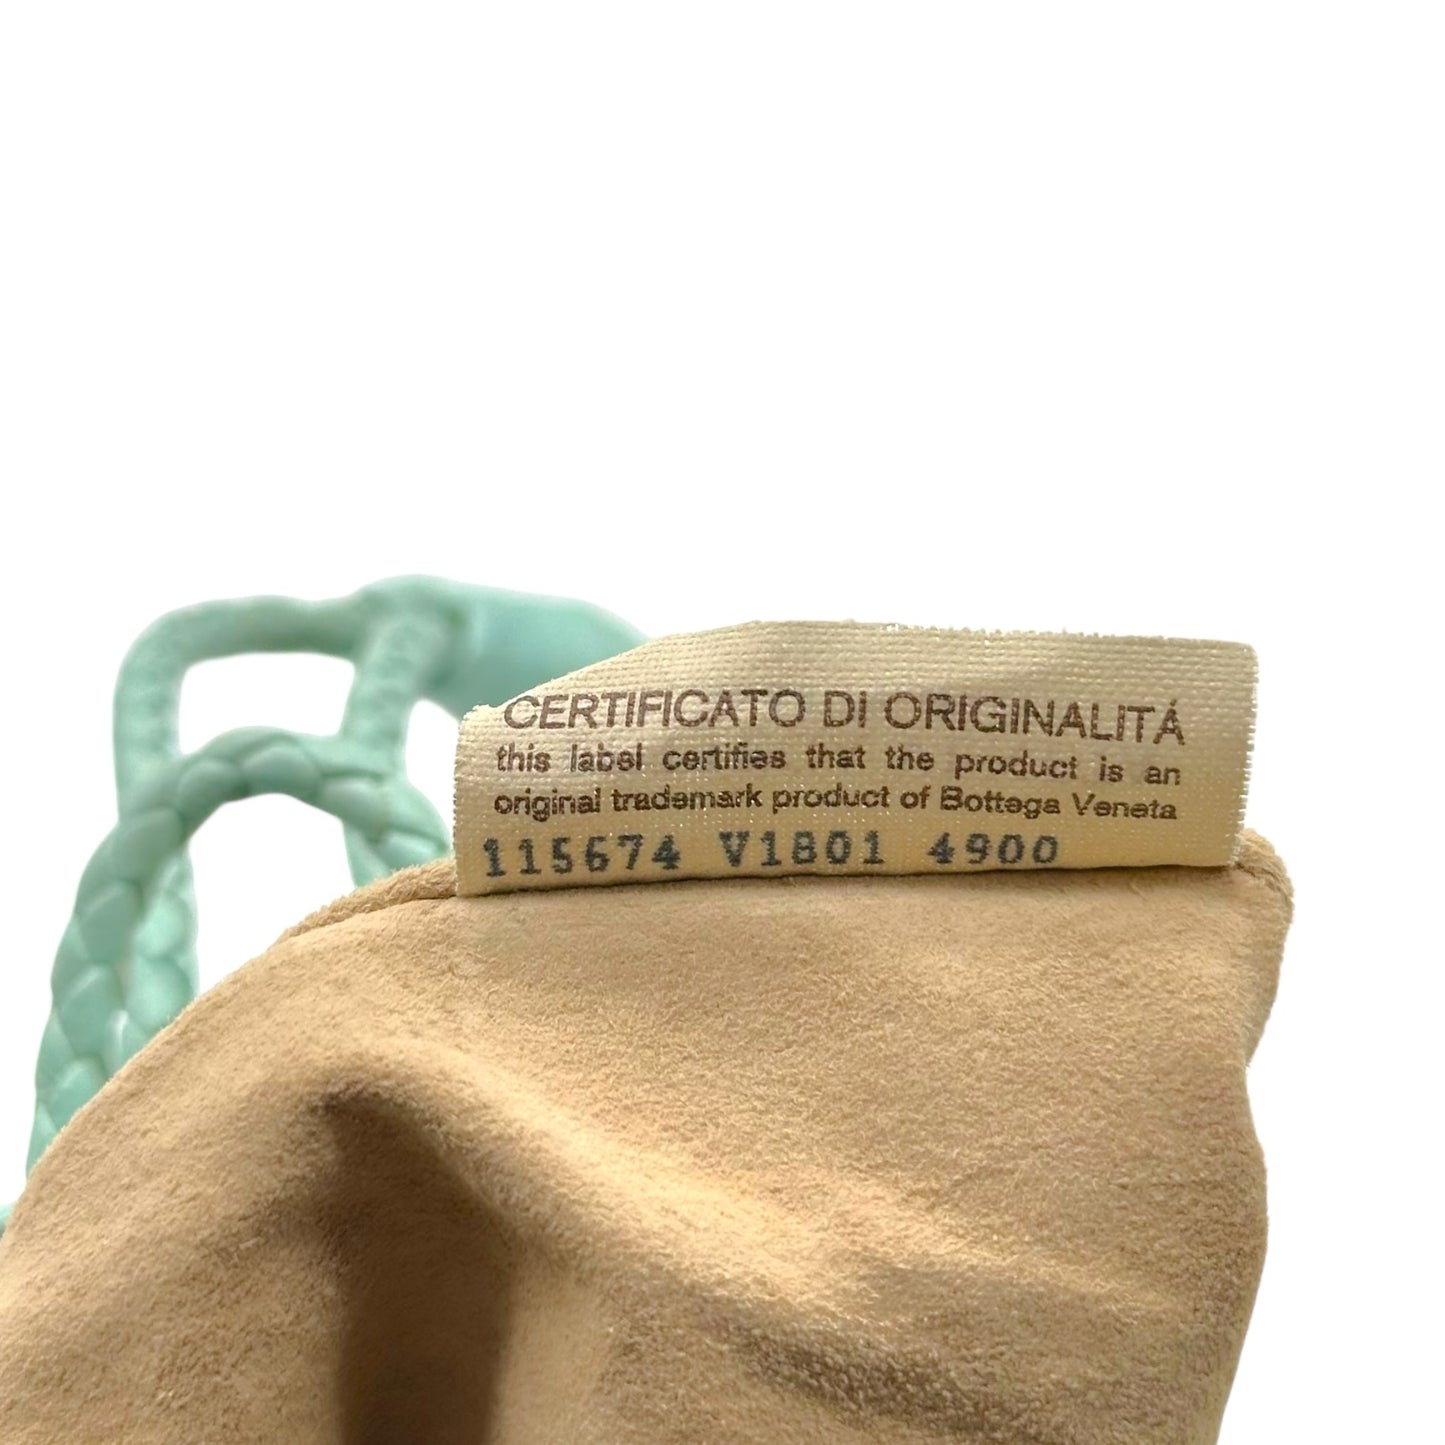 CERTIFICATO DI ORIGINALITÁ
this label certifies that the product is an
original trademark product of Bottega Veneta
115674 V1801 4900